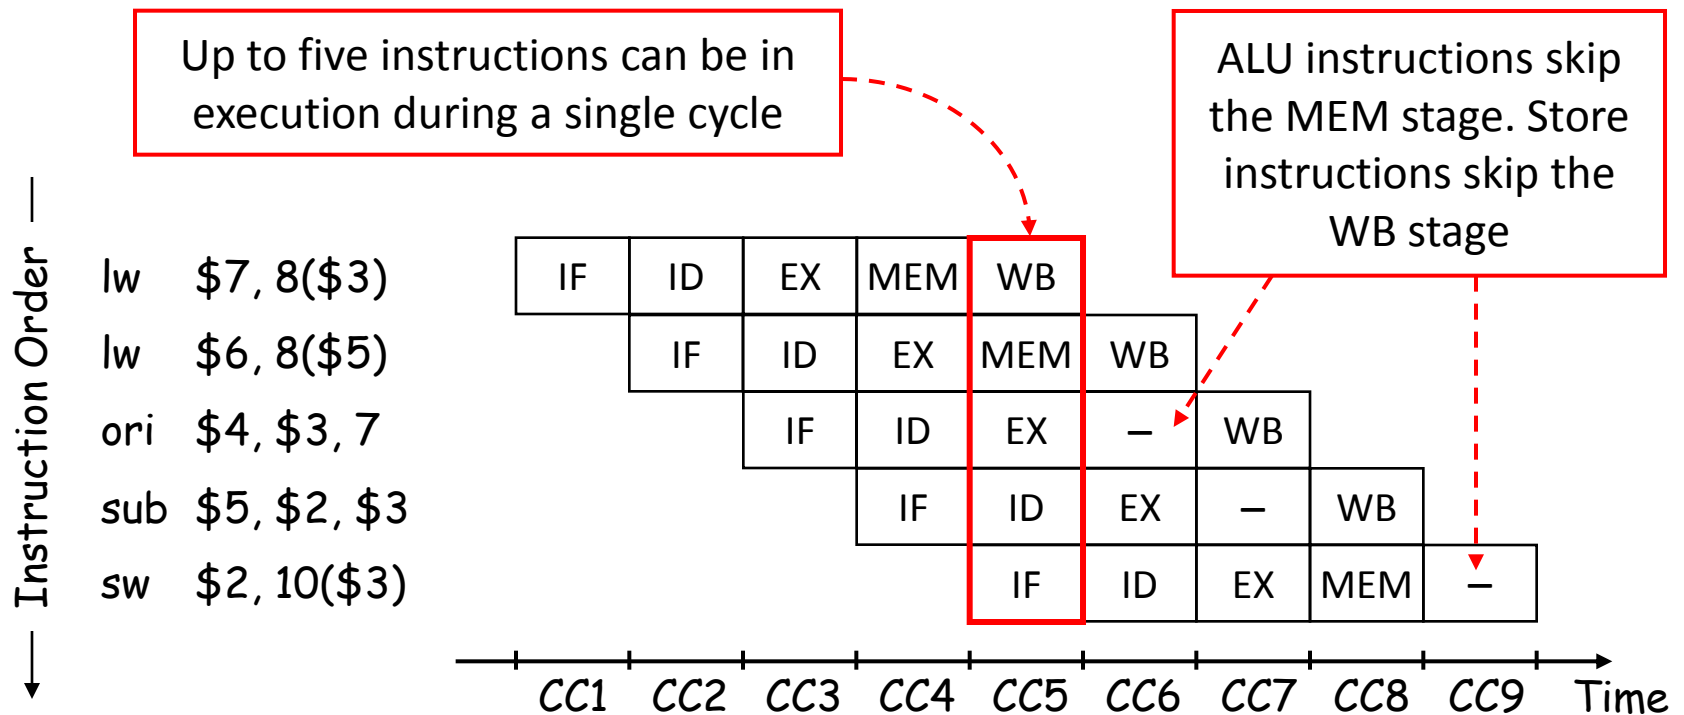 Up to five instructions can be in
execution during a single cycle
ALU instructions skip
the MEM stage. Store
instructions skip the
WB stage
Instruction Order
lw $7, 8($3) IF ID EX MEM WB
lw $6, 8($5) IF ID EX MEM WB
ori $4, $3, 7 IF ID EX – WB
sub $5, $2, $3 IF ID EX – WB
sw $2, 10($3) IF ID EX MEM –
CC1 CC2 CC3 CC4 CC5 CC6 CC7 CC8 CC9 Time